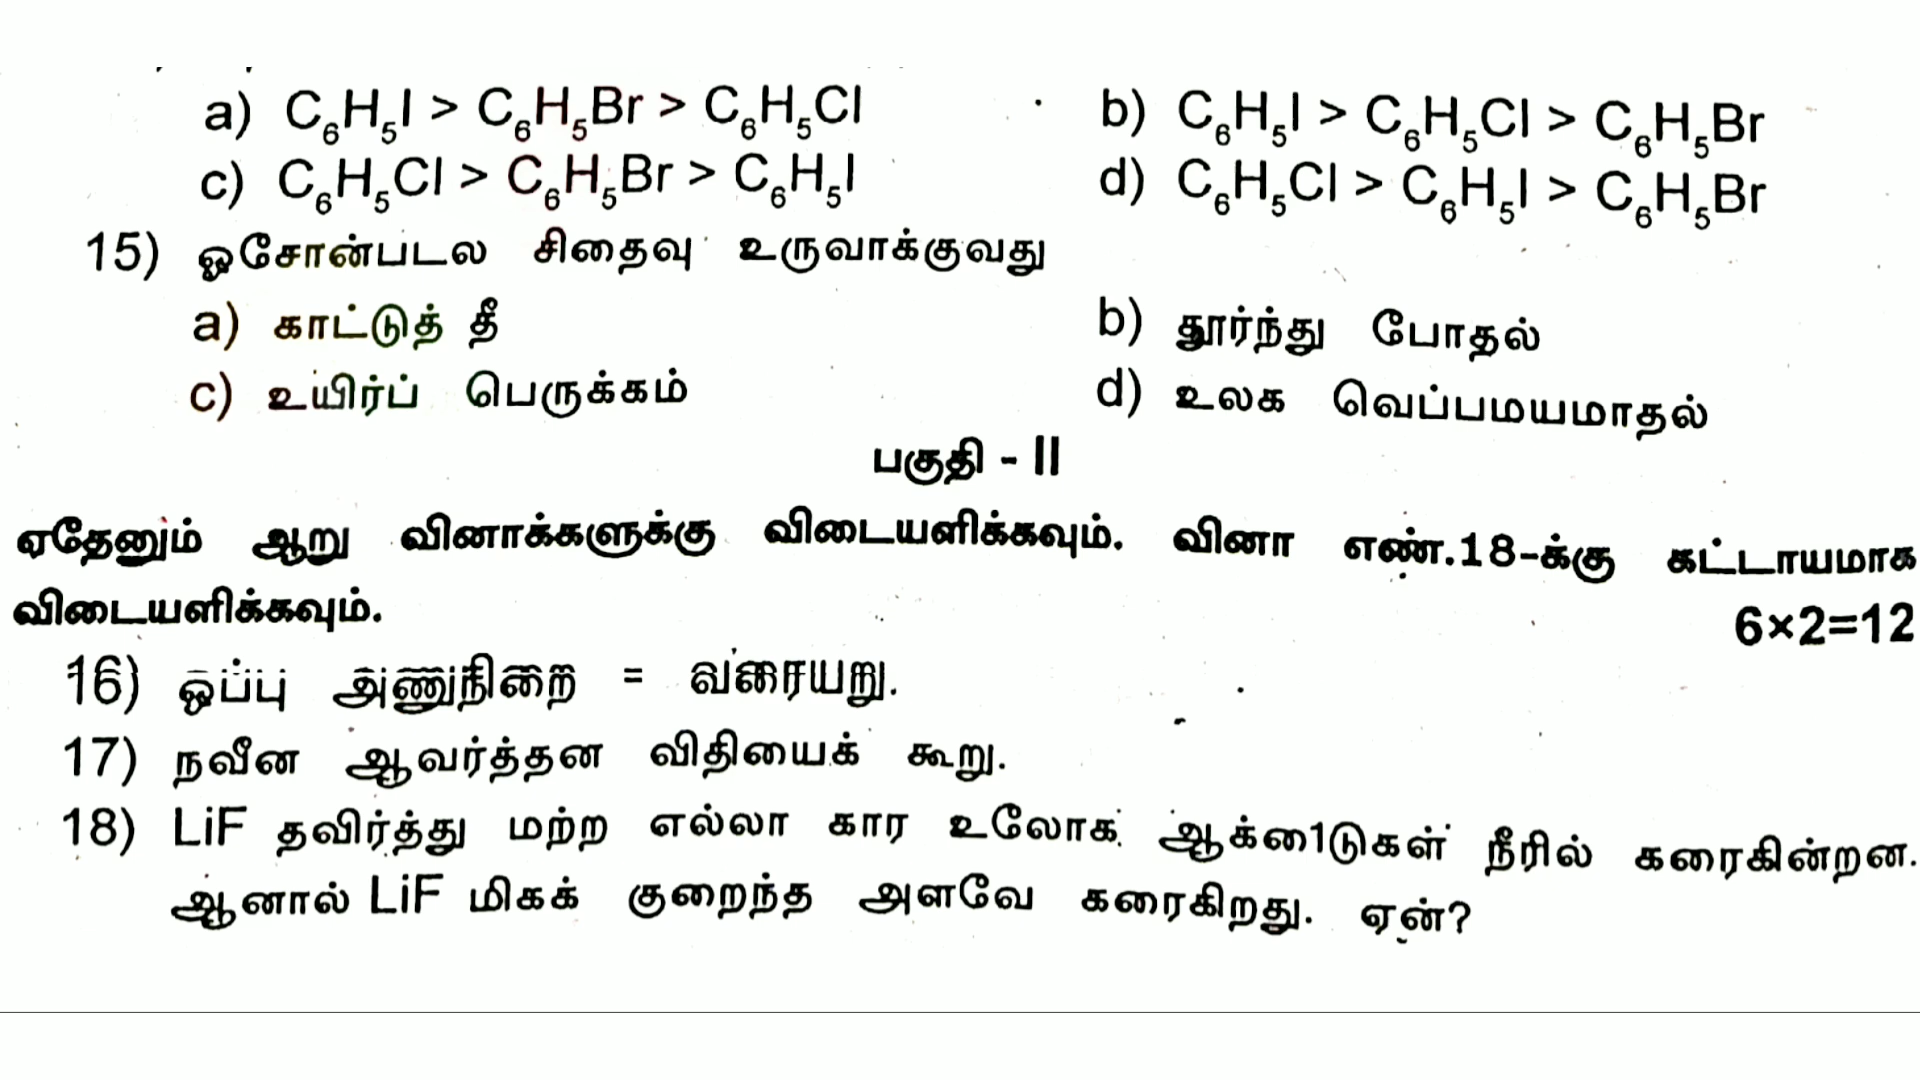 a) C₆H₅I > C₆H₅Br > C₆H₅Cl b) C₆H₅I > C₆H₅Cl > C₆H₅Br
c) C₆H₅Cl > C₆H₅Br > C₆H₅I d) C₆H₅Cl > C₆H₅I > C₆H₅Br
15) ஓசோன்படல சிதைவு உருவாக்குவது
a) காட்டுத் தீ b) தூர்ந்து போதல்
c) உயிர்ப் பெருக்கம் d) உலக வெப்பமயமாதல்
பகுதி - II
ஏதேனும் ஆறு வினாக்களுக்கு விடையளிக்கவும். வினா எண்.18-க்கு கட்டாயமாக
விடையளிக்கவும். 6×2=12
16) ஒப்பு அணுநிறை = வரையறு.
17) நவீன ஆவர்த்தன விதியைக் கூறு.
18) LiF தவிர்த்து மற்ற எல்லா கார உலோக நீரில் கரைகின்றன.
ஆனால் LiF மிகக் குறைந்த அளவே கரைகிறது. ஏன்?